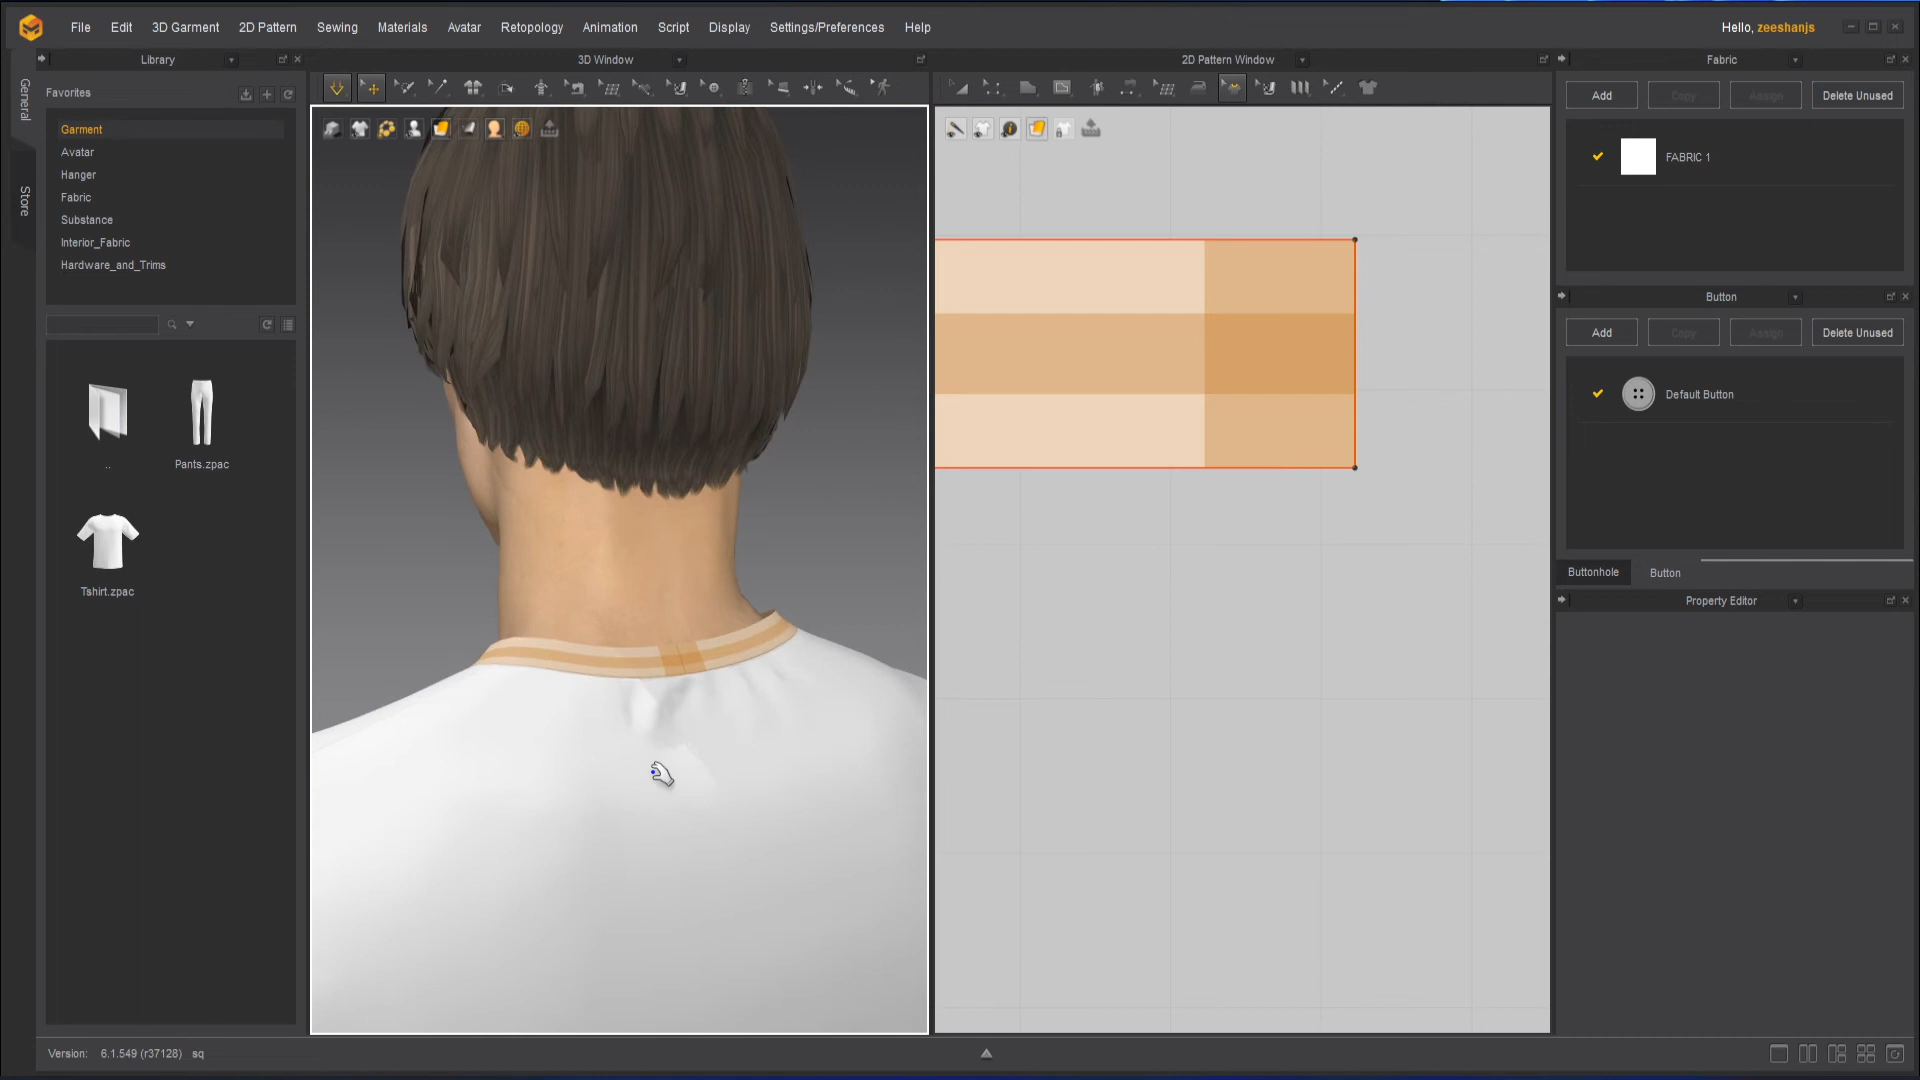 File Edit 3D Garment 2D Pattern Sewing Materials Avatar Retopology Animation Script Display Settings/Preferences Help
Hello, zeeshanjs
Library
3D Window
2D Pattern Window
Fabric
General
Store
Favorites
Garment
Avatar
Hanger
Fabric
Substance
Interior_Fabric
Hardware_and_Trims
..
Pants.zpac
Tshirt.zpac
Add Copy Assign Delete Unused
FABRIC 1
Button
Add Copy Assign Delete Unused
Default Button
Buttonhole Button
Property Editor
Version: 6.1.549 (r37128) sq